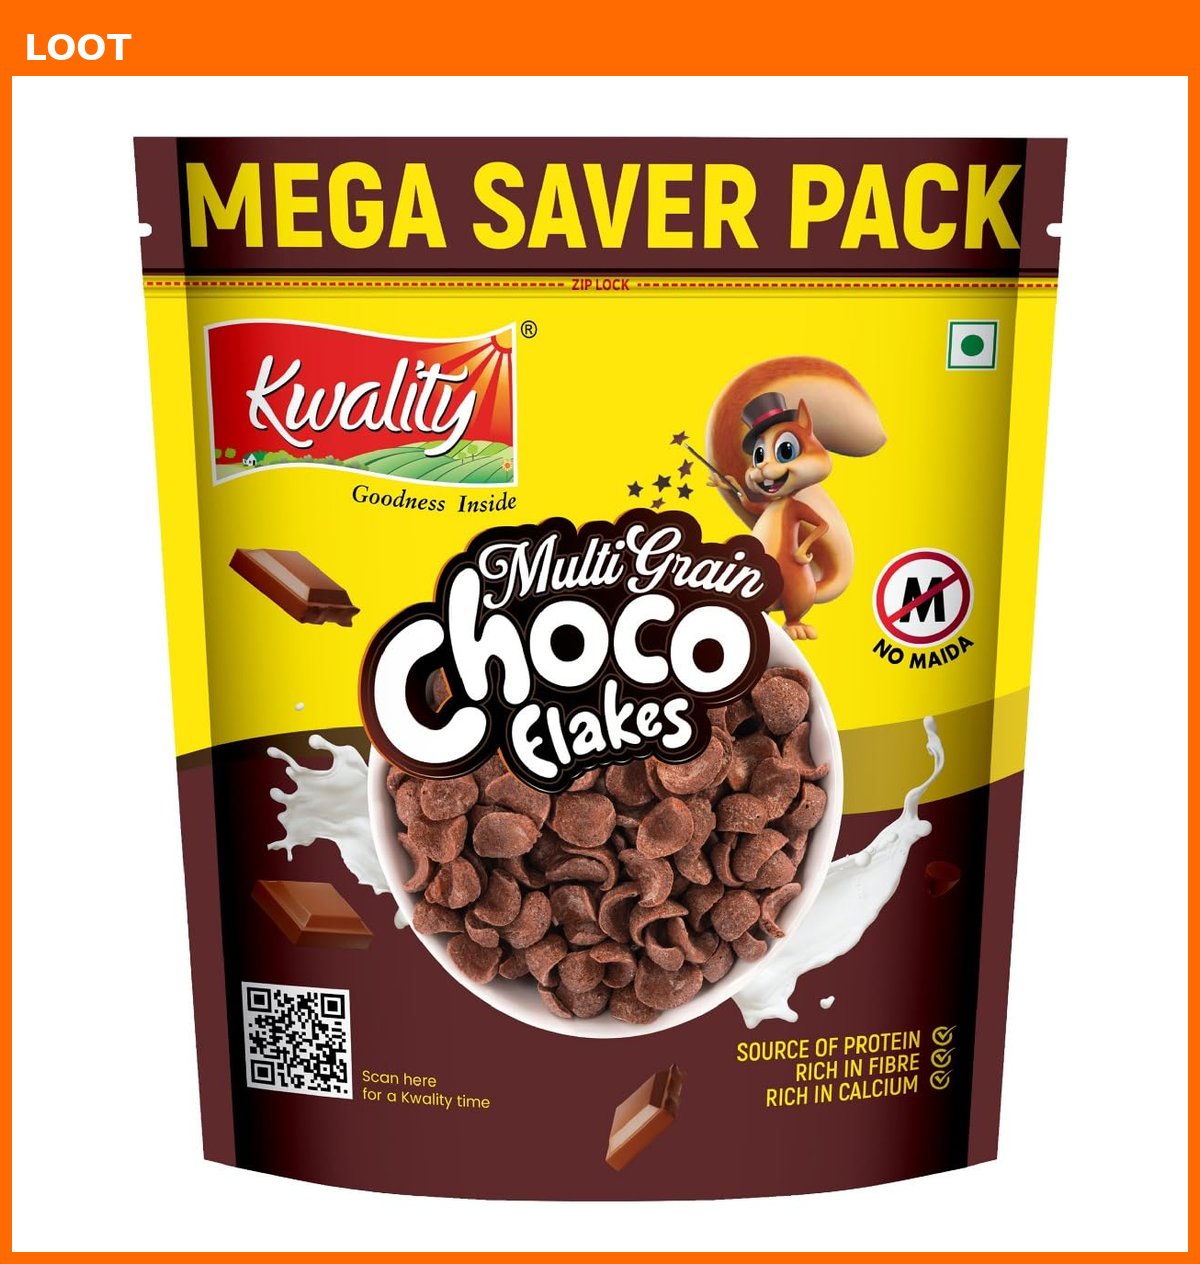 LOOT
MEGA SAVER PACK
ZIP LOCK
Kwality ®
Goodness Inside
Multi Grain
Choco
Flakes
M
NO MAIDA
SOURCE OF PROTEIN
RICH IN FIBRE
RICH IN CALCIUM
Scan here
for a Kwality time